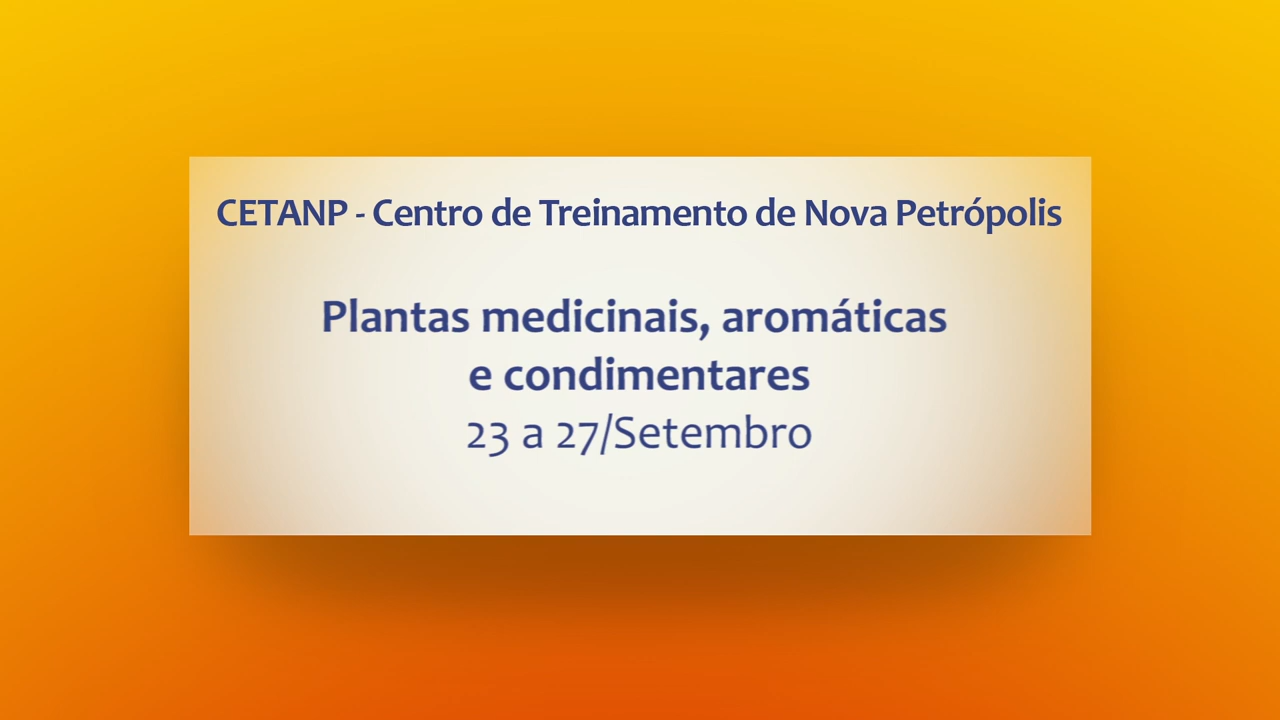 CETANP - Centro de Treinamento de Nova Petrópolis
Plantas medicinais, aromáticas
e condimentares
23 a 27/Setembro